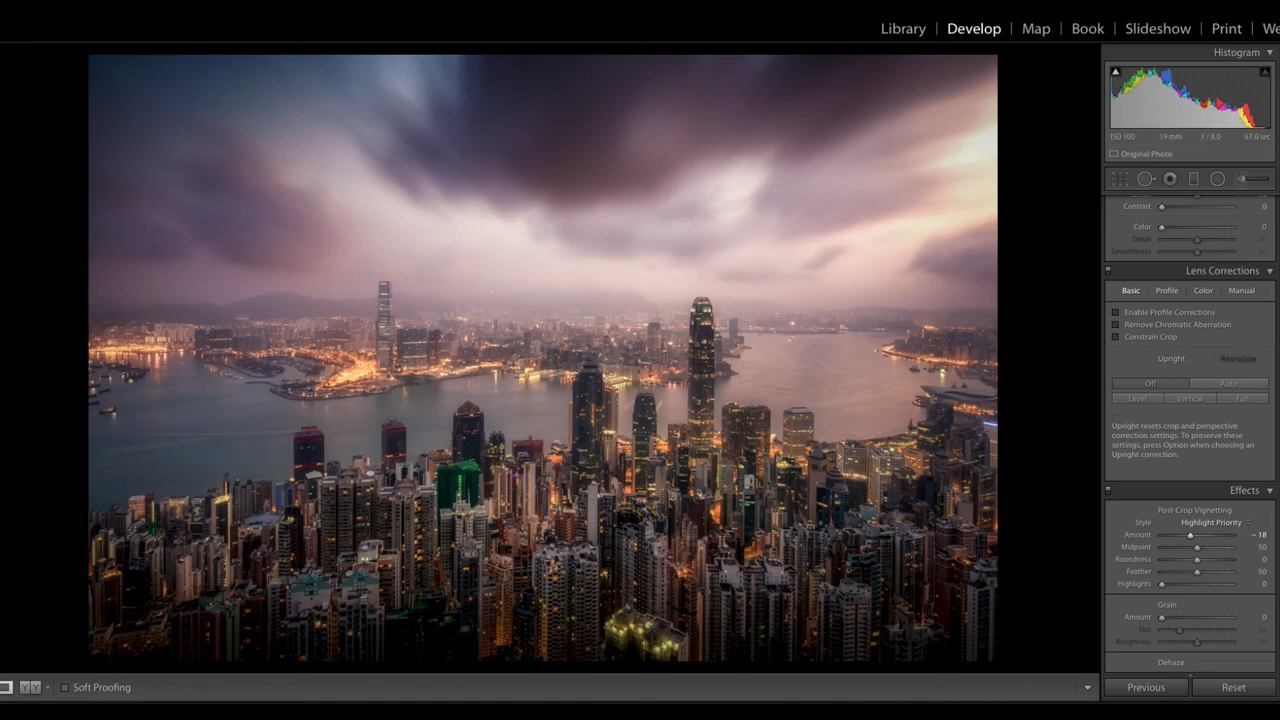 Library | Develop | Map | Book | Slideshow | Print | We
Histogram
ISO 100 19 mm ƒ / 8.0 67.0 sec
Original Photo
Contrast 0
Color 0
Detail
Smoothness
Lens Corrections
Basic Profile Color Manual
Enable Profile Corrections
Remove Chromatic Aberration
Constrain Crop
Upright Reanalyze
Off Auto
Level Vertical Full
Upright resets crop and perspective
correction settings. To preserve these
settings, press Option when choosing an
Upright correction.
Effects
Post-Crop Vignetting
Style Highlight Priority
Amount – 18
Midpoint 50
Roundness 0
Feather 50
Highlights 0
Grain
Amount 0
Size 25
Roughness 50
Dehaze
Previous Reset
YY Soft Proofing